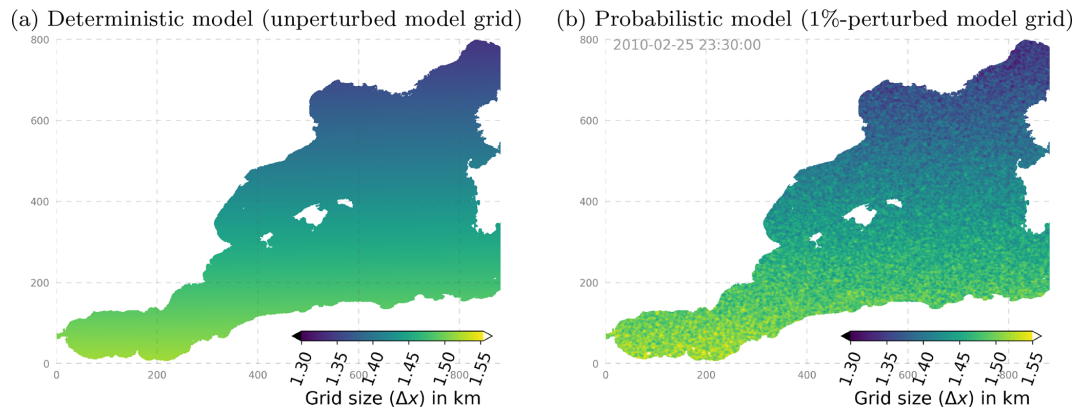 (a) Deterministic model (unperturbed model grid)
800
600
400
200
0
0 200 400 600 800
1.30 1.35 1.40 1.45 1.50 1.55
Grid size (Δx) in km
(b) Probabilistic model (1%-perturbed model grid)
2010-02-25 23:30:00
800
600
400
200
0
0 200 400 600 800
1.30 1.35 1.40 1.45 1.50 1.55
Grid size (Δx) in km